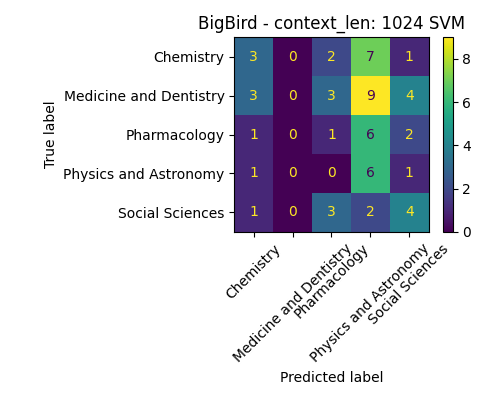 BigBird - context_len: 1024 SVM
True label
Chemistry 3 0 2 7 1
Medicine and Dentistry 3 0 3 9 4
Pharmacology 1 0 1 6 2
Physics and Astronomy 1 0 0 6 1
Social Sciences 1 0 3 2 4
8
6
4
2
0
Chemistry
Medicine and Dentistry
Pharmacology
Physics and Astronomy
Social Sciences
Predicted label